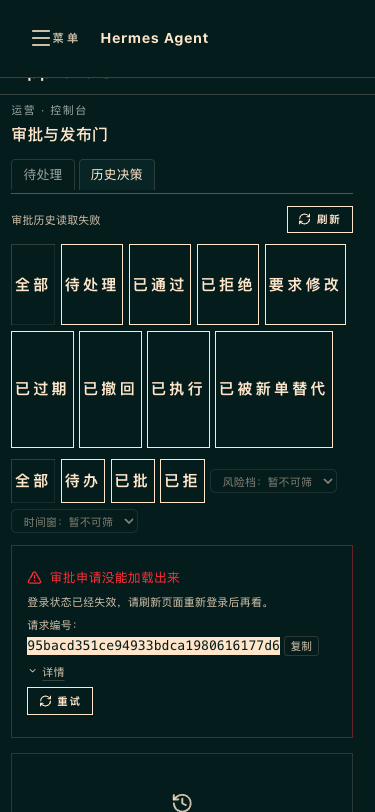 菜单 Hermes Agent
运营 · 控制台
审批与发布门
待处理 历史决策
审批历史读取失败 刷新
全部 待处理 已通过 已拒绝 要求修改
已过期 已撤回 已执行 已被新单替代
全部 待办 已批 已拒 风险档: 暂不可筛
时间窗: 暂不可筛
审批申请没能加载出来
登录状态已经失效，请刷新页面重新登录后再看。
请求编号:
95bacd351ce94933bdca1980616177d6 复制
详情
重试